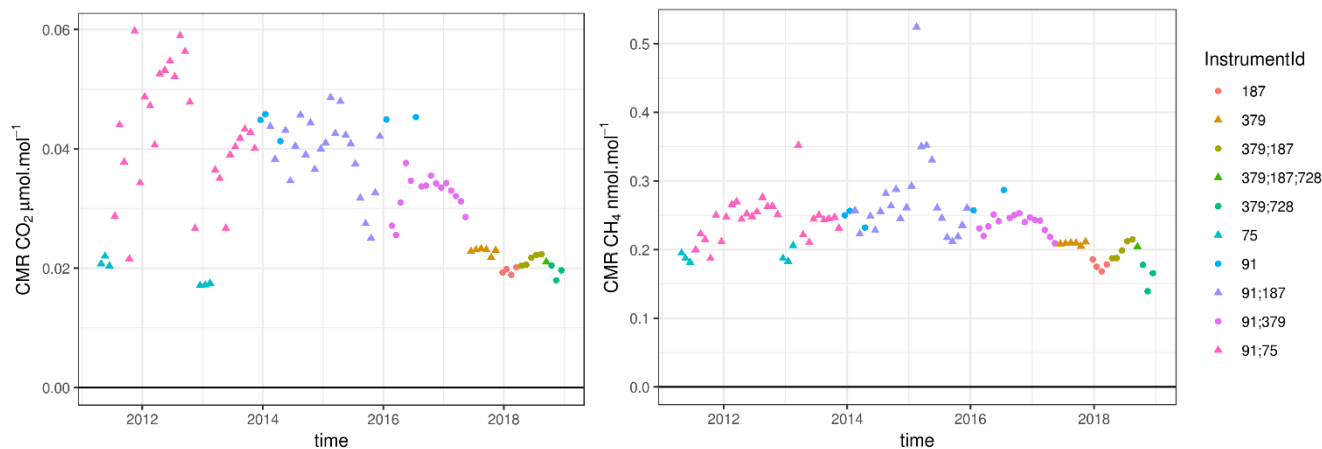 CMR CO₂ μmol.mol⁻¹
0.06
0.04
0.02
0.00
2012 2014 2016 2018
time
CMR CH₄ nmol.mol⁻¹
0.5
0.4
0.3
0.2
0.1
0.0
2012 2014 2016 2018
time
InstrumentId
187
379
379;187
379;187;728
379;728
75
91
91;187
91;379
91;75